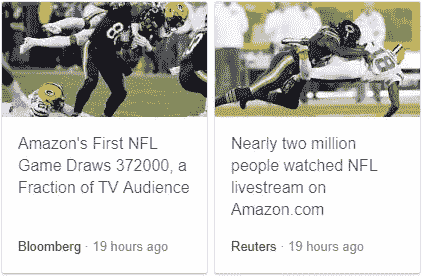 Amazon's First NFL
Game Draws 372000, a
Fraction of TV Audience
Bloomberg · 19 hours ago
Nearly two million
people watched NFL
livestream on
Amazon.com
Reuters · 19 hours ago